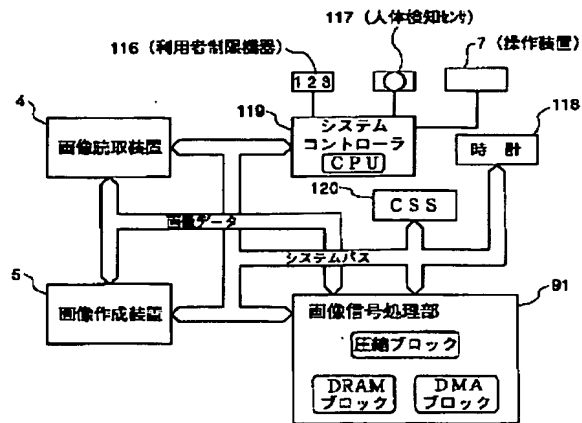 116 (利用者制限機器)
117 (人体検知センサ)
7 (操作装置)
123
4
119
システム
コントローラ
CPU
118
時計
画像読取装置
120
CSS
画像データ
システムバス
5
91
画像作成装置
画像信号処理部
圧縮ブロック
DRAM
ブロック
DMA
ブロック